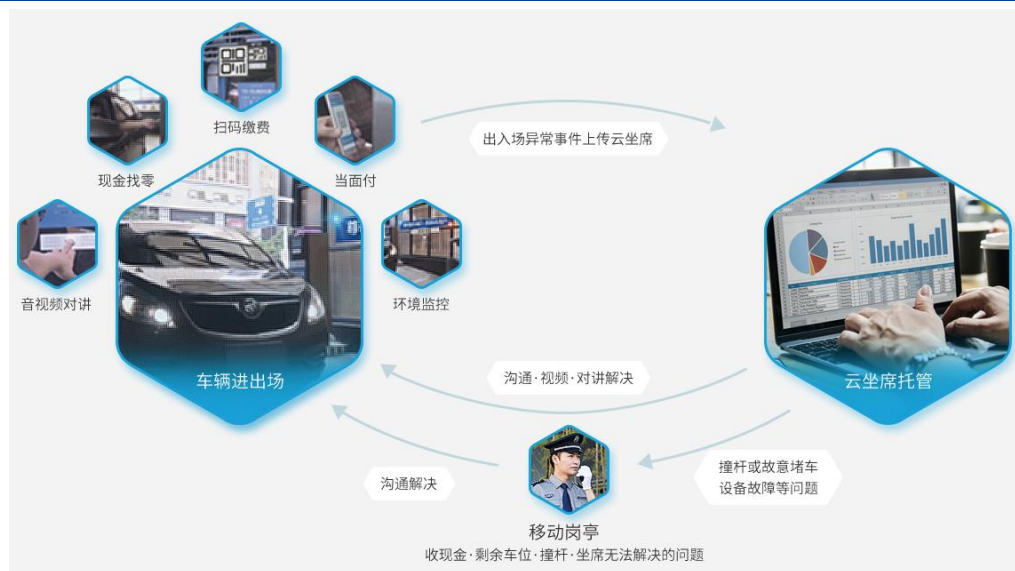 扫码缴费
现金找零
当面付
出入场异常事件上传云坐席
音视频对讲
环境监控
车辆进出场
云坐席托管
沟通·视频·对讲解决
沟通解决
撞杆或故意堵车
设备故障等问题
移动岗亭
收现金·剩余车位·撞杆·坐席无法解决的问题